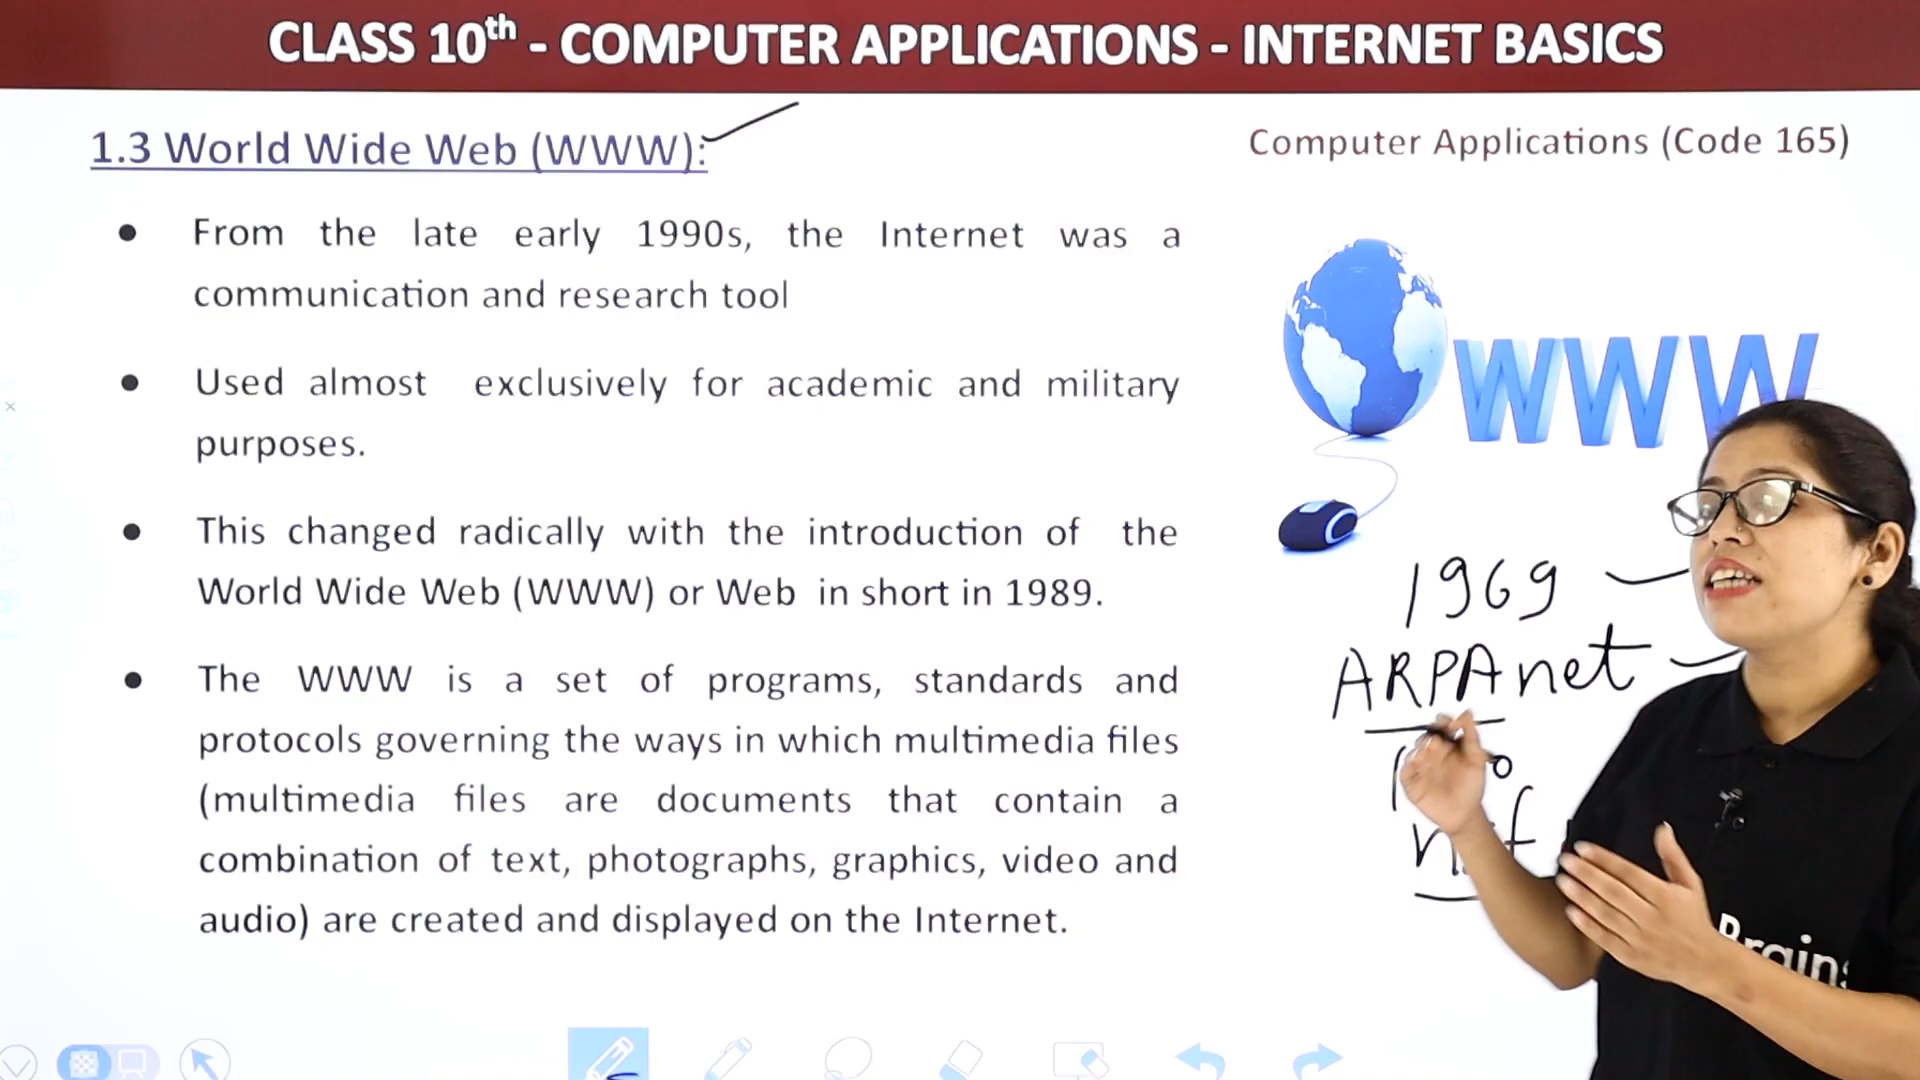 CLASS 10th - COMPUTER APPLICATIONS - INTERNET BASICS
1.3 World Wide Web (WWW):
Computer Applications (Code 165)
● From the late early 1990s, the Internet was a
communication and research tool
● Used almost exclusively for academic and military
purposes.
● This changed radically with the introduction of the
World Wide Web (WWW) or Web in short in 1989.
● The WWW is a set of programs, standards and
protocols governing the ways in which multimedia files
(multimedia files are documents that contain a
combination of text, photographs, graphics, video and
audio) are created and displayed on the Internet.
WWW
1969
ARPAnet